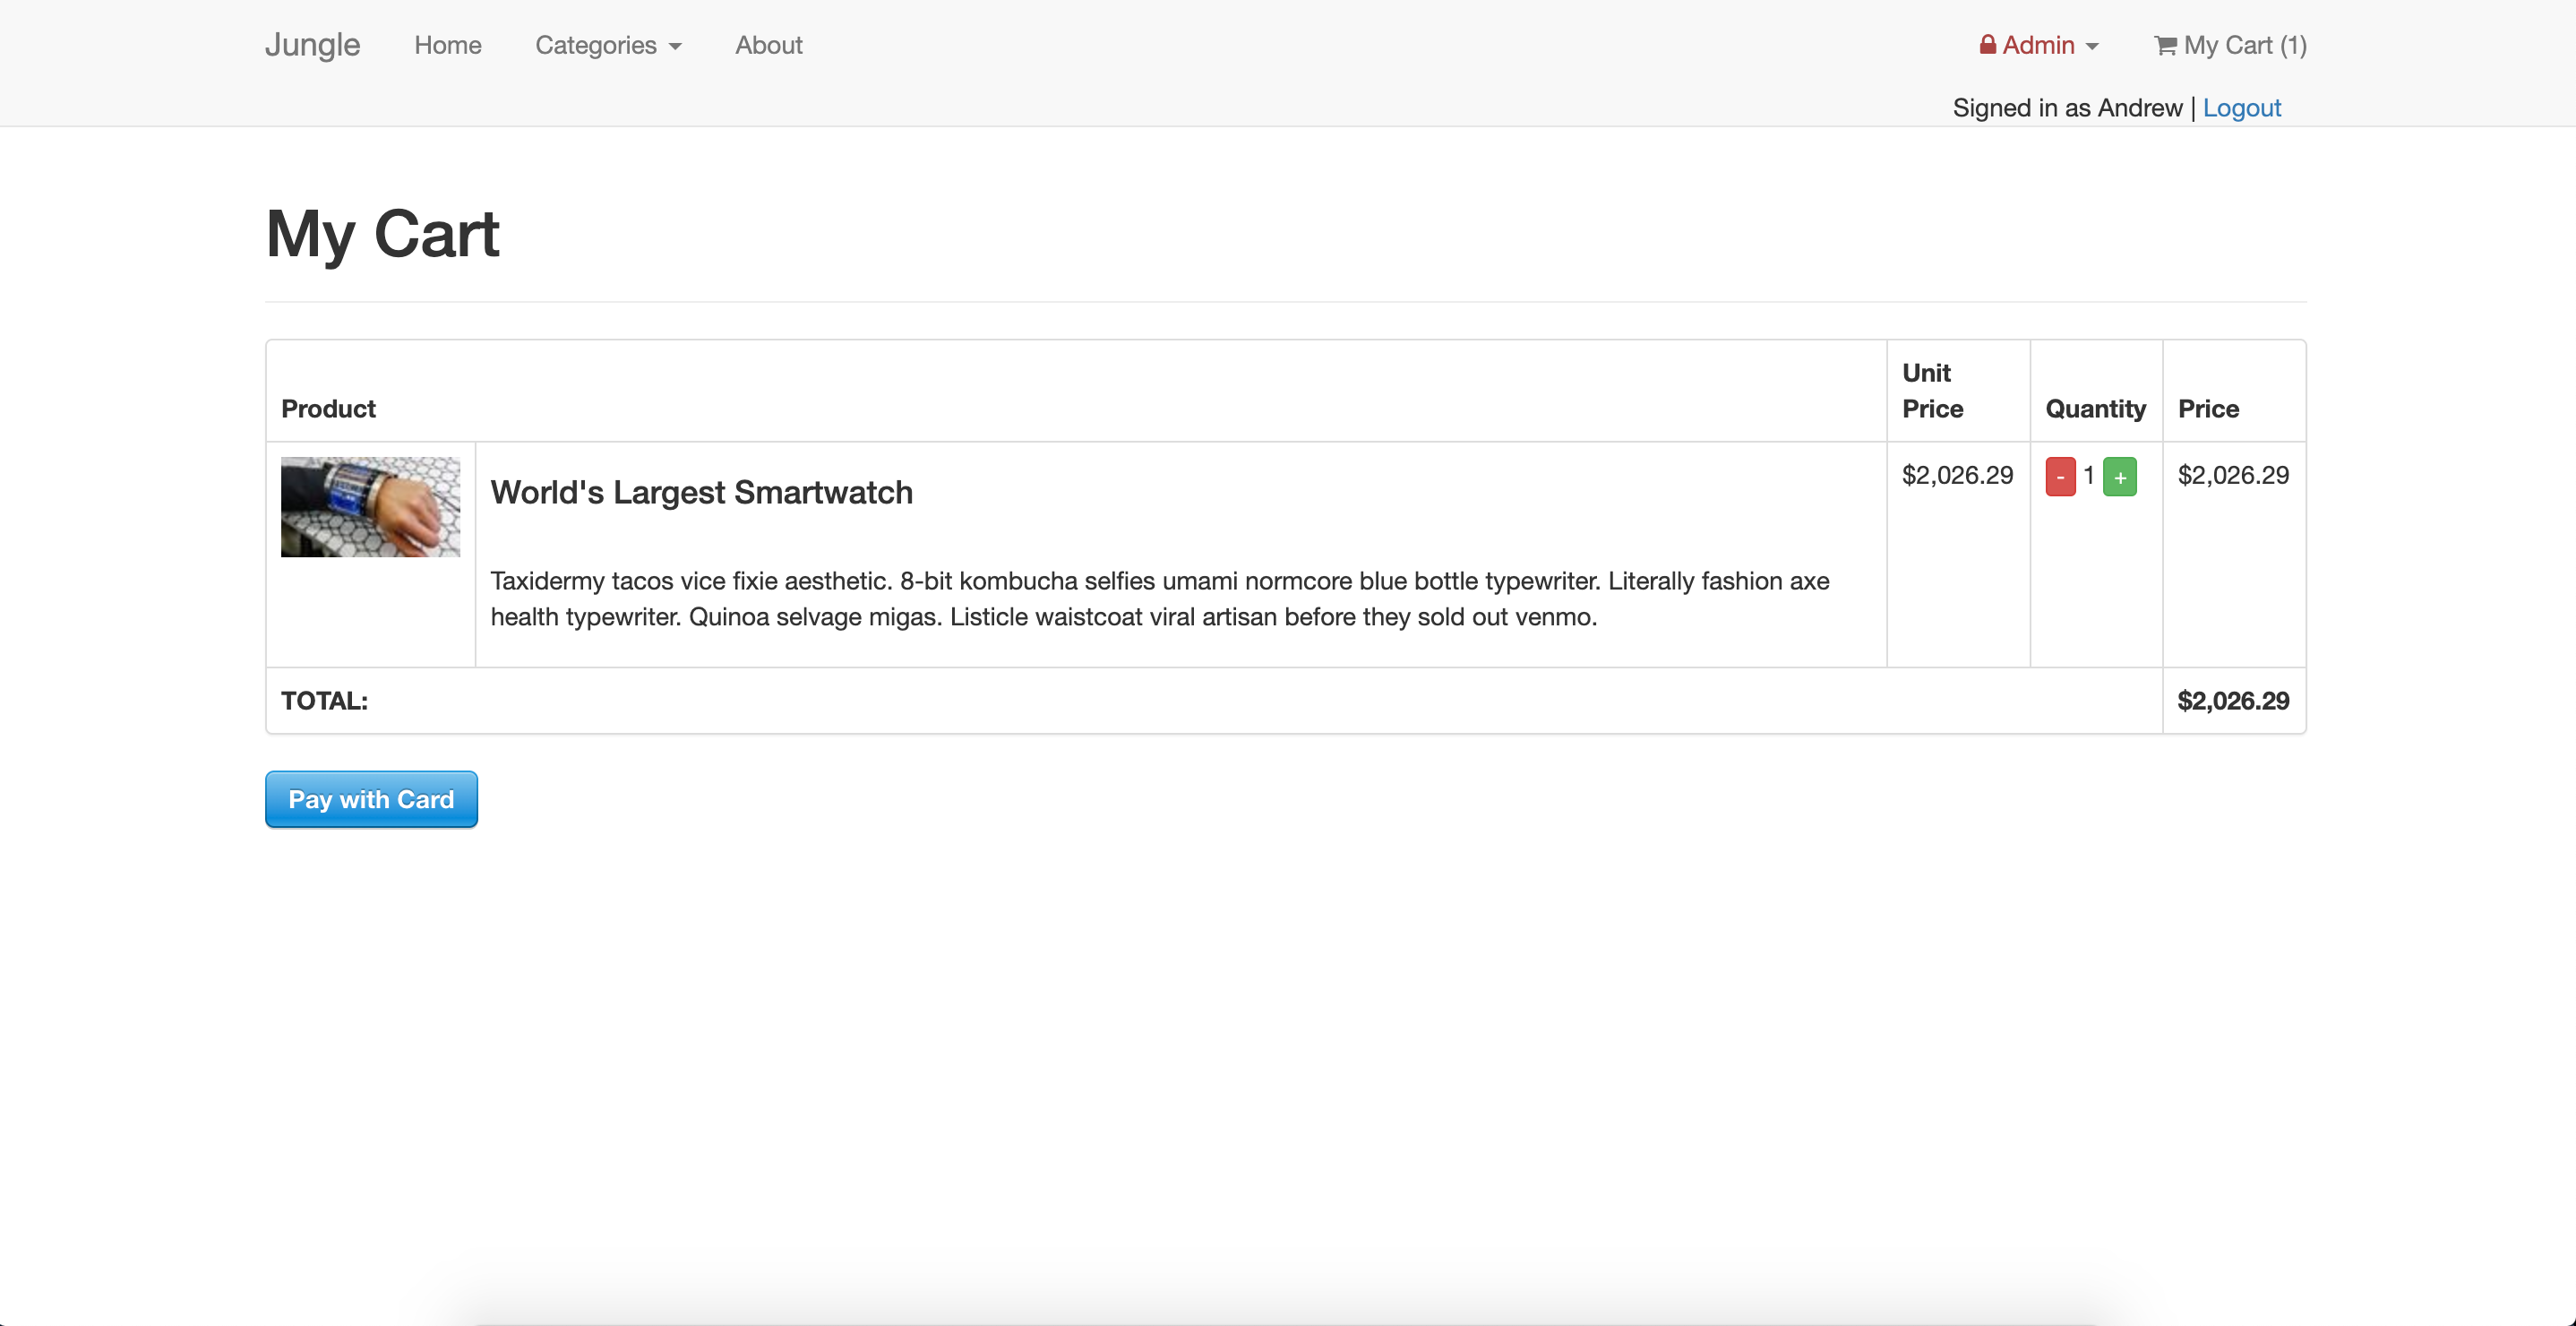 Jungle Home Categories About Admin My Cart (1)
Signed in as Andrew | Logout
My Cart
Product Unit Price Quantity Price
World's Largest Smartwatch $2,026.29 - 1 + $2,026.29
Taxidermy tacos vice fixie aesthetic. 8-bit kombucha selfies umami normcore blue bottle typewriter. Literally fashion axe
health typewriter. Quinoa selvage migas. Listicle waistcoat viral artisan before they sold out venmo.
TOTAL: $2,026.29
Pay with Card